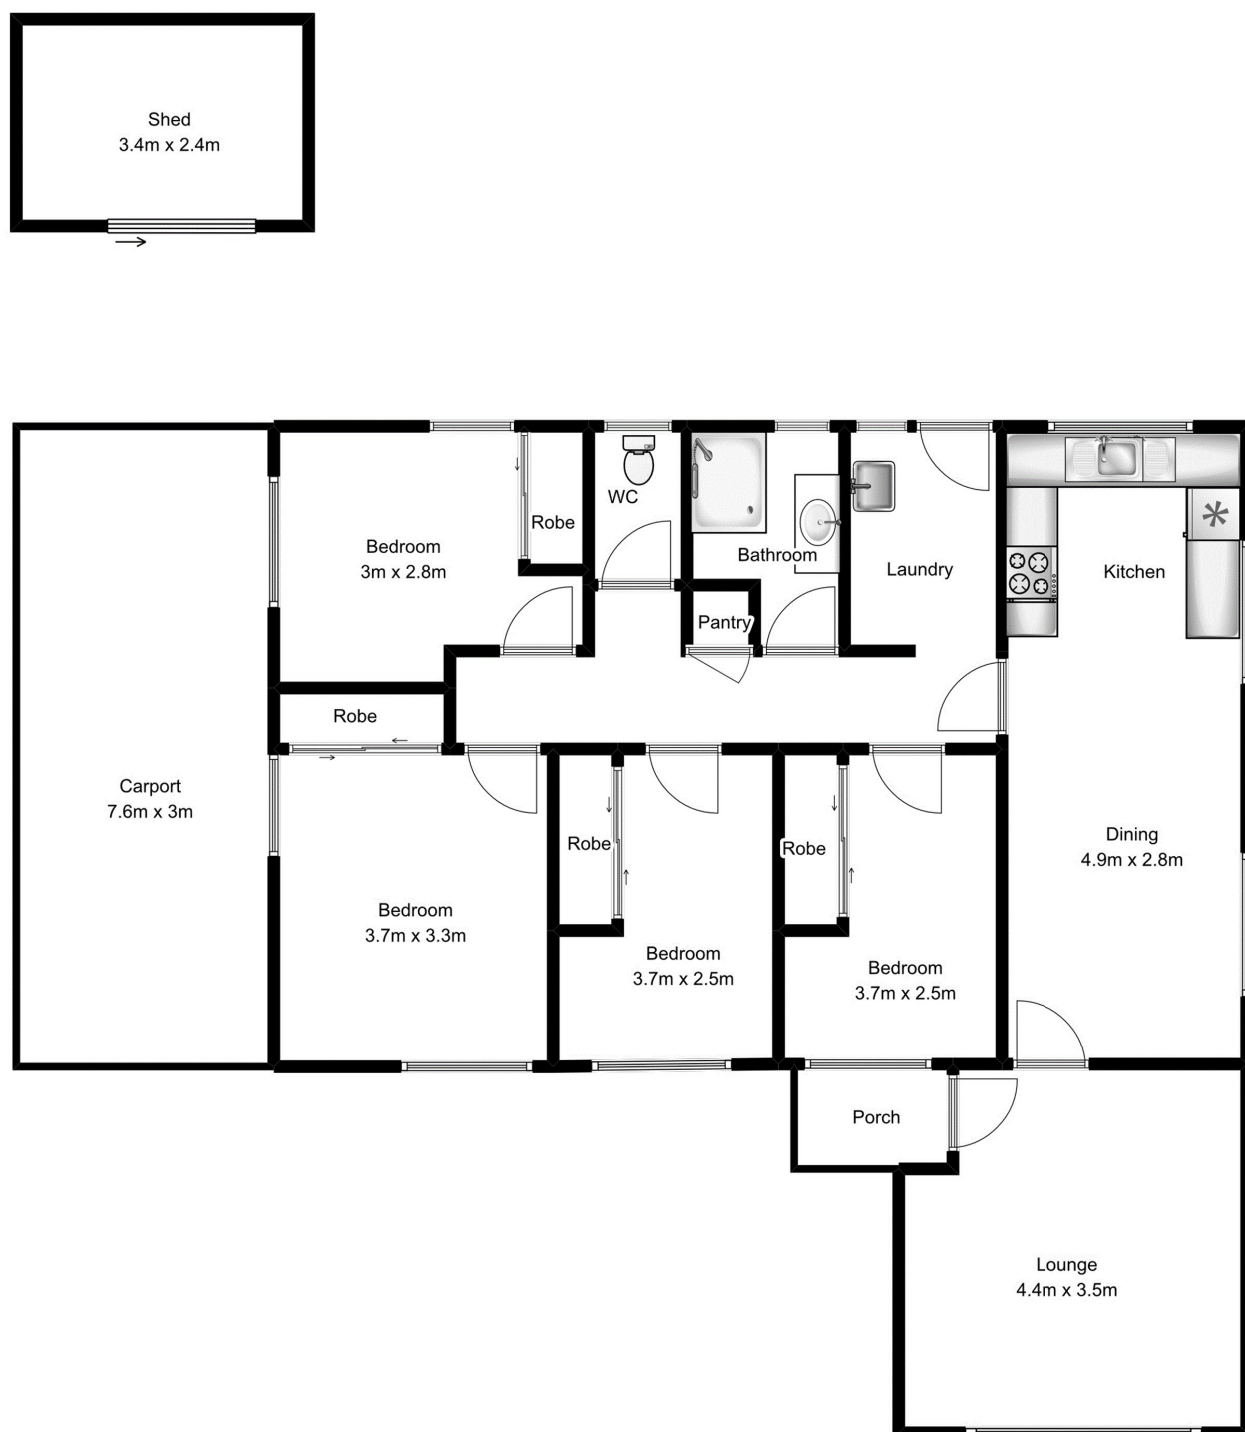 Shed
3.4m x 2.4m
WC
Robe
Bedroom
3m x 2.8m
Bathroom
Laundry
Kitchen
Pantry
Robe
Carport
7.6m x 3m
Robe
Robe
Dining
4.9m x 2.8m
Bedroom
3.7m x 3.3m
Bedroom
3.7m x 2.5m
Bedroom
3.7m x 2.5m
Porch
Lounge
4.4m x 3.5m